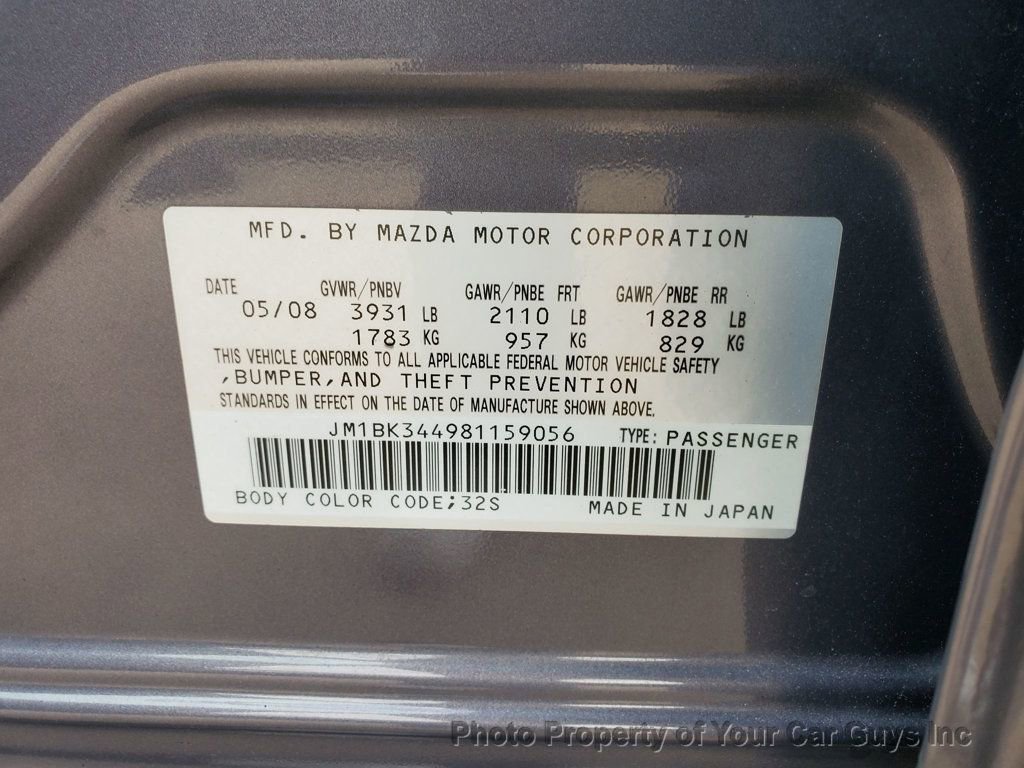 MFD. BY MAZDA MOTOR CORPORATION
DATE GVWR/PNBV GAWR/PNBE FRT GAWR/PNBE RR
05/08 3931 LB 2110 LB 1828 LB
1783 KG 957 KG 829 KG
THIS VEHICLE CONFORMS TO ALL APPLICABLE FEDERAL MOTOR VEHICLE SAFETY
,BUMPER,AND THEFT PREVENTION
STANDARDS IN EFFECT ON THE DATE OF MANUFACTURE SHOWN ABOVE.
JM1BK344981159056 TYPE: PASSENGER
BODY COLOR CODE;32S MADE IN JAPAN
Photo Property of Your Car Guys Inc